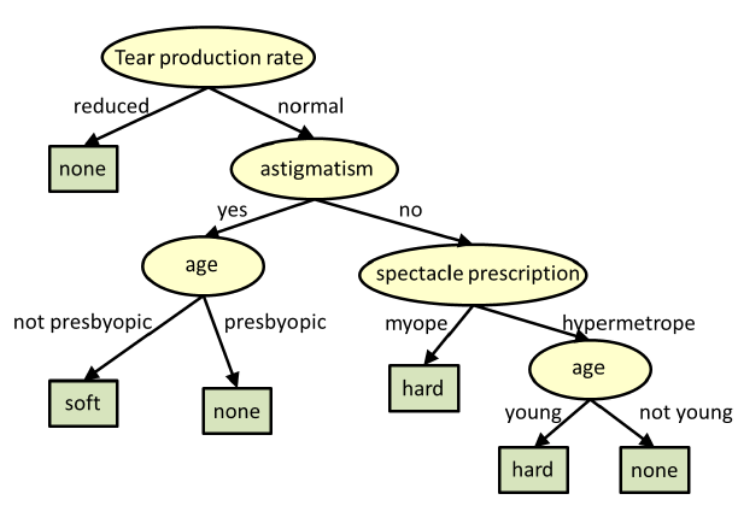 Tear production rate
reduced
normal
none
astigmatism
yes
no
age
spectacle prescription
not presbyopic
presbyopic
myope
hypermetrope
soft
none
hard
age
young
not young
hard
none